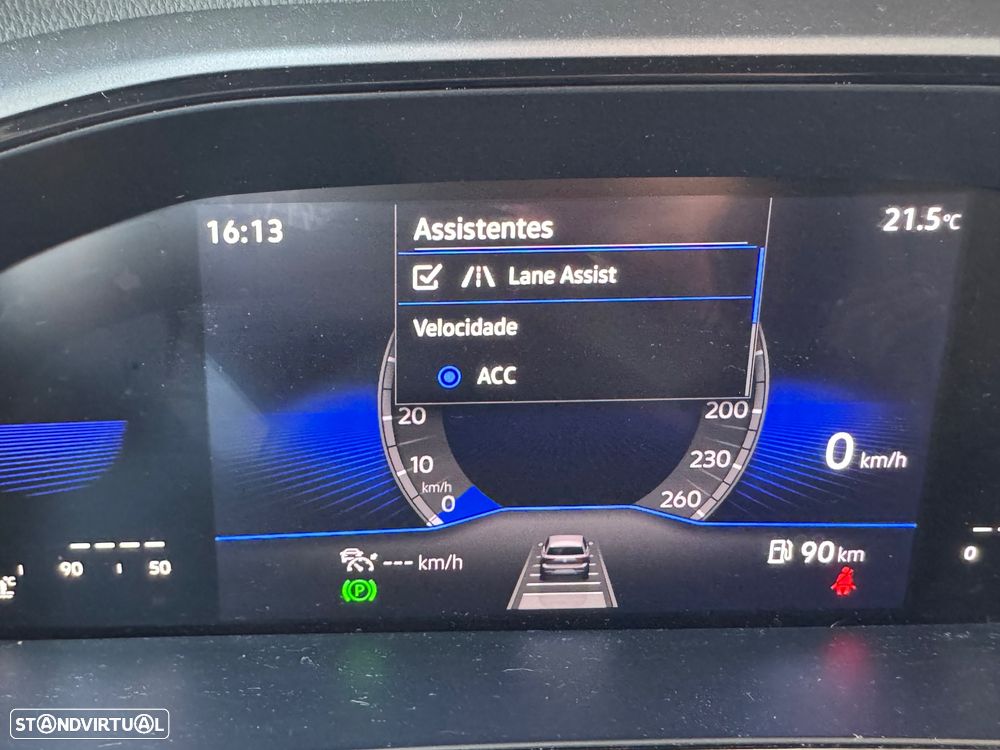 16:13
Assistentes
21.5°C
Lane Assist
Velocidade
ACC
20
200
10
230
0 km/h
km/h
0
260
--- km/h
90 km
P
90
50
°C
0
STANDVIRTUAL